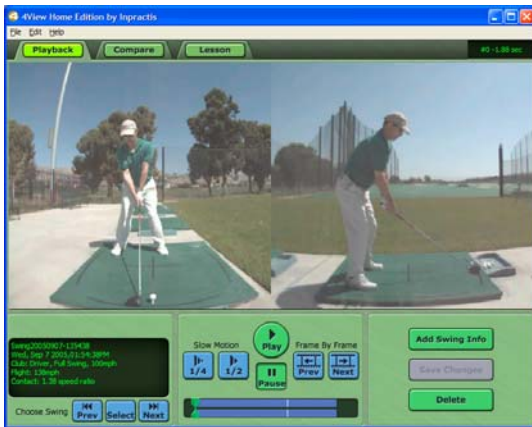 4View Home Edition by Inpractis
File Edit Help
Playback Compare Lesson
#0 -1.88 sec
Swing20050907-135438
Wed, Sep 7 2005,01:54:38PM
Club: Driver, Full Swing, 100mph
Flight: 138mph
Contact: 1.38 speed ratio
Choose Swing
Prev Select Next
Slow Motion
1/4 1/2
Play
Pause
Frame By Frame
Prev Next
Add Swing Info
Save Changes
Delete